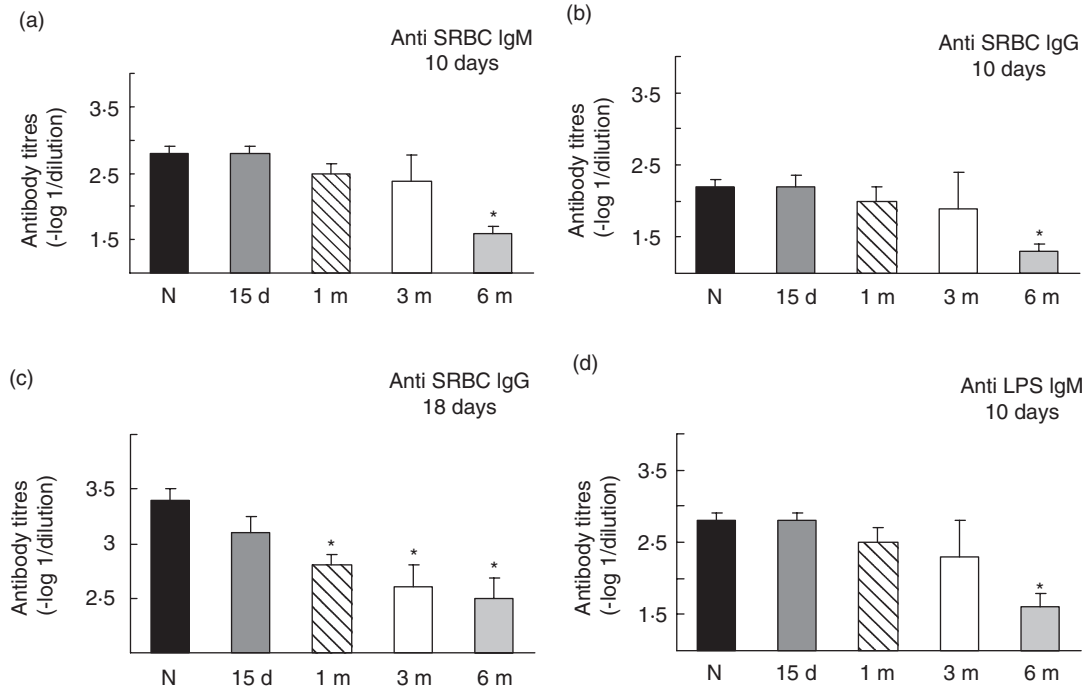 (a)
Anti SRBC IgM
10 days
Antibody titres
(-log 1/dilution)
3·5
2·5
1·5
*
N 15 d 1 m 3 m 6 m
(b)
Anti SRBC IgG
10 days
Antibody titres
(-log 1/dilution)
3·5
2·5
1·5
*
N 15 d 1 m 3 m 6 m
(c)
Anti SRBC IgG
18 days
Antibody titres
(-log 1/dilution)
3·5
3
2·5
* * *
N 15 d 1 m 3 m 6 m
(d)
Anti LPS IgM
10 days
Antibody titres
(-log 1/dilution)
3·5
2·5
1·5
*
N 15 d 1 m 3 m 6 m